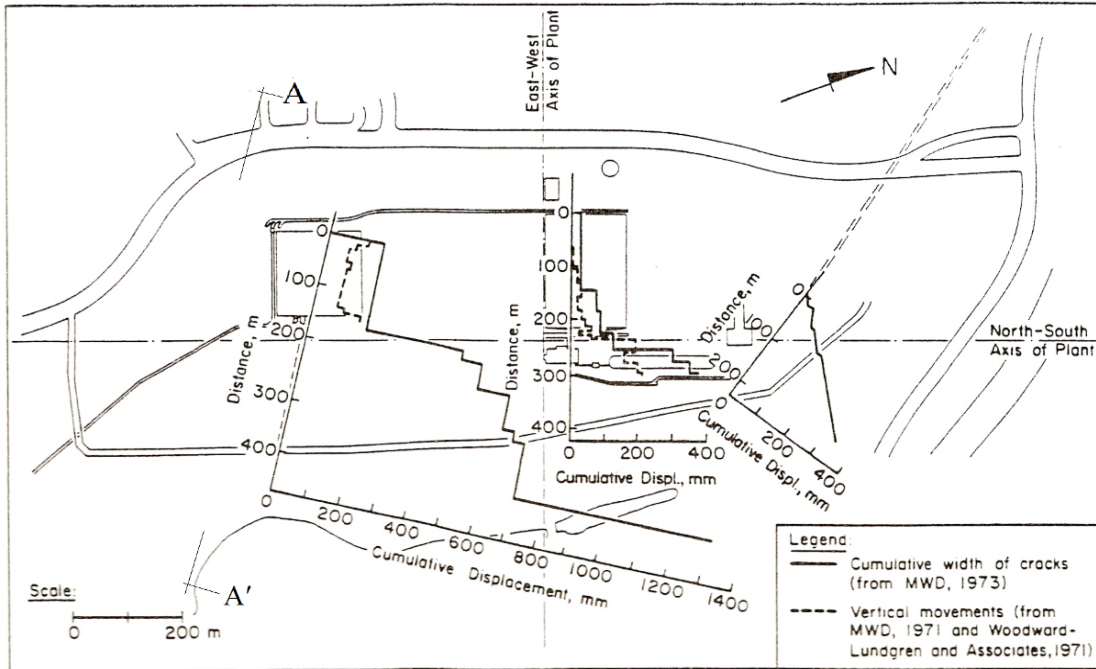 East-West
Axis of Plant
N
A
0
100
200
300
400
Distance, m
0
200
400
600
800
1000
1200
1400
Cumulative Displacement, mm
0
100
200
300
400
Distance, m
0
200
400
Cumulative Displ., mm
0
100
200
Distance, m
0
200
400
Cumulative Displ., mm
North-South
Axis of Plant
A'
Scale:
0
200 m
Legend:
Cumulative width of cracks
(from MWD, 1973)
Vertical movements (from
MWD, 1971 and Woodward-
Lundgren and Associates,1971)